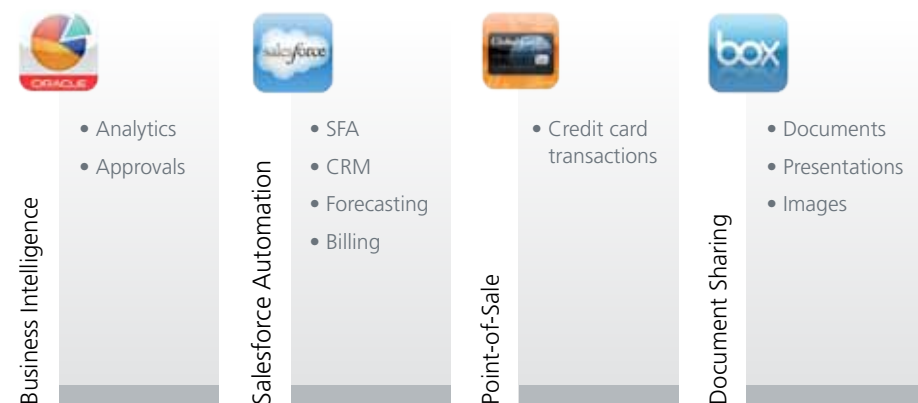 ORACLE
Business Intelligence
• Analytics
• Approvals
salesforce
Salesforce Automation
• SFA
• CRM
• Forecasting
• Billing
Point-of-Sale
• Credit card
transactions
box
Document Sharing
• Documents
• Presentations
• Images